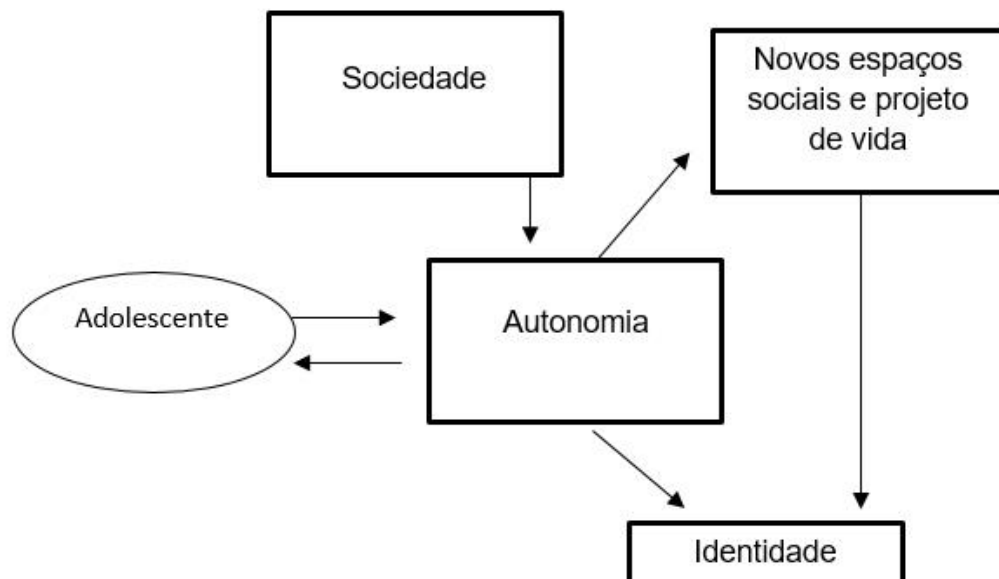 Sociedade
Novos espaços
sociais e projeto
de vida
Adolescente
Autonomia
Identidade